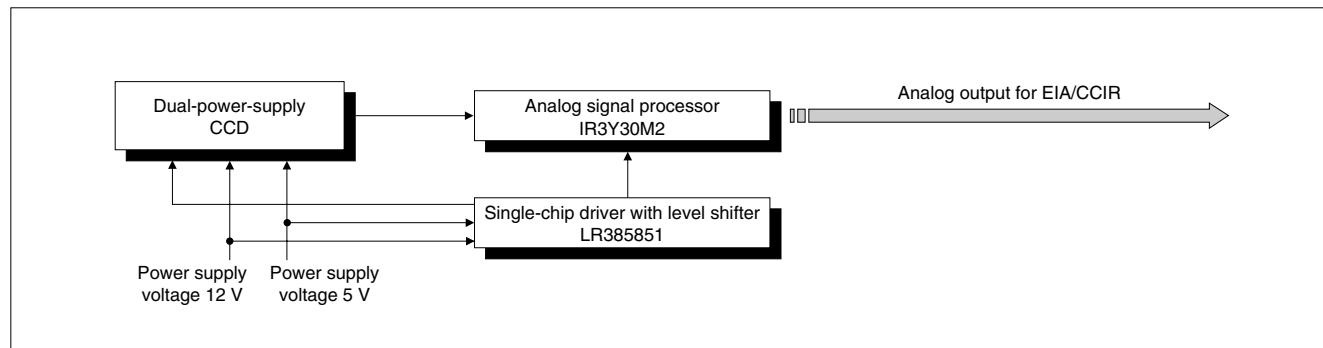 Dual-power-supply
CCD
Analog signal processor
IR3Y30M2
Analog output for EIA/CCIR
Single-chip driver with level shifter
LR385851
Power supply
voltage 12 V
Power supply
voltage 5 V